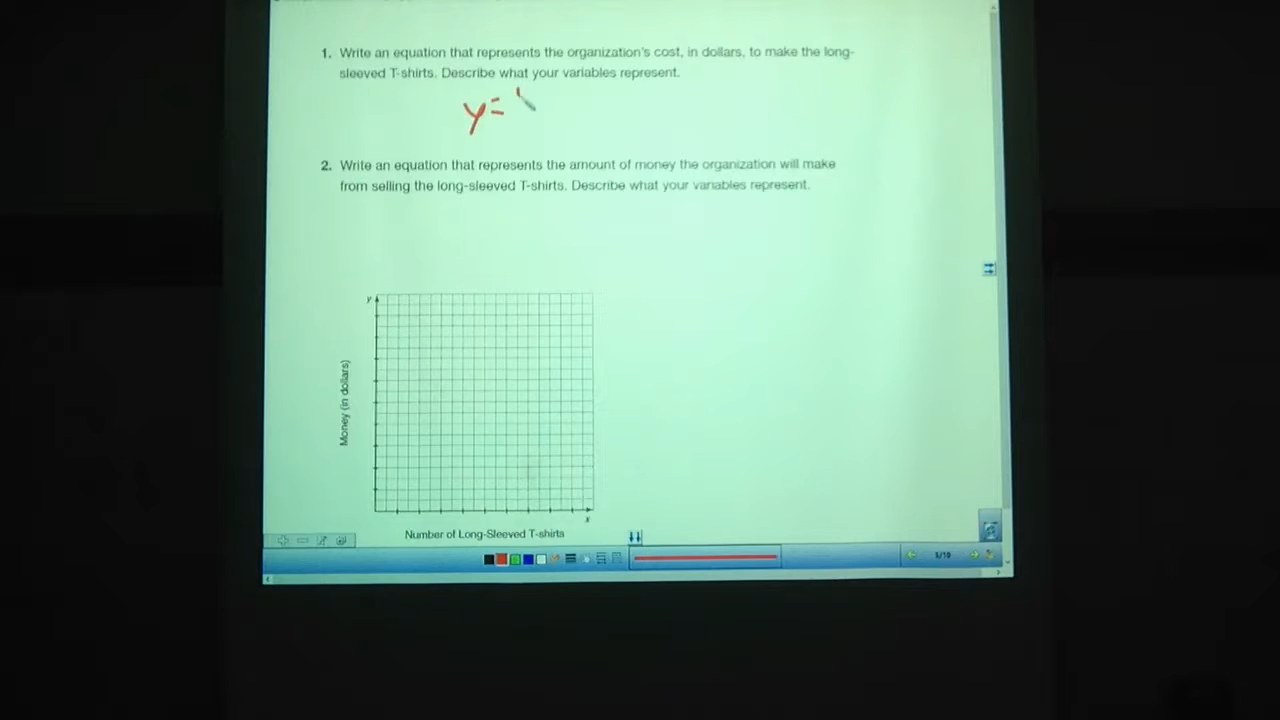 1. Write an equation that represents the organization's cost, in dollars, to make the long-
sleeved T-shirts. Describe what your variables represent.
y=
2. Write an equation that represents the amount of money the organization will make
from selling the long-sleeved T-shirts. Describe what your variables represent.
y
Money (in dollars)
x
Number of Long-Sleeved T-shirts